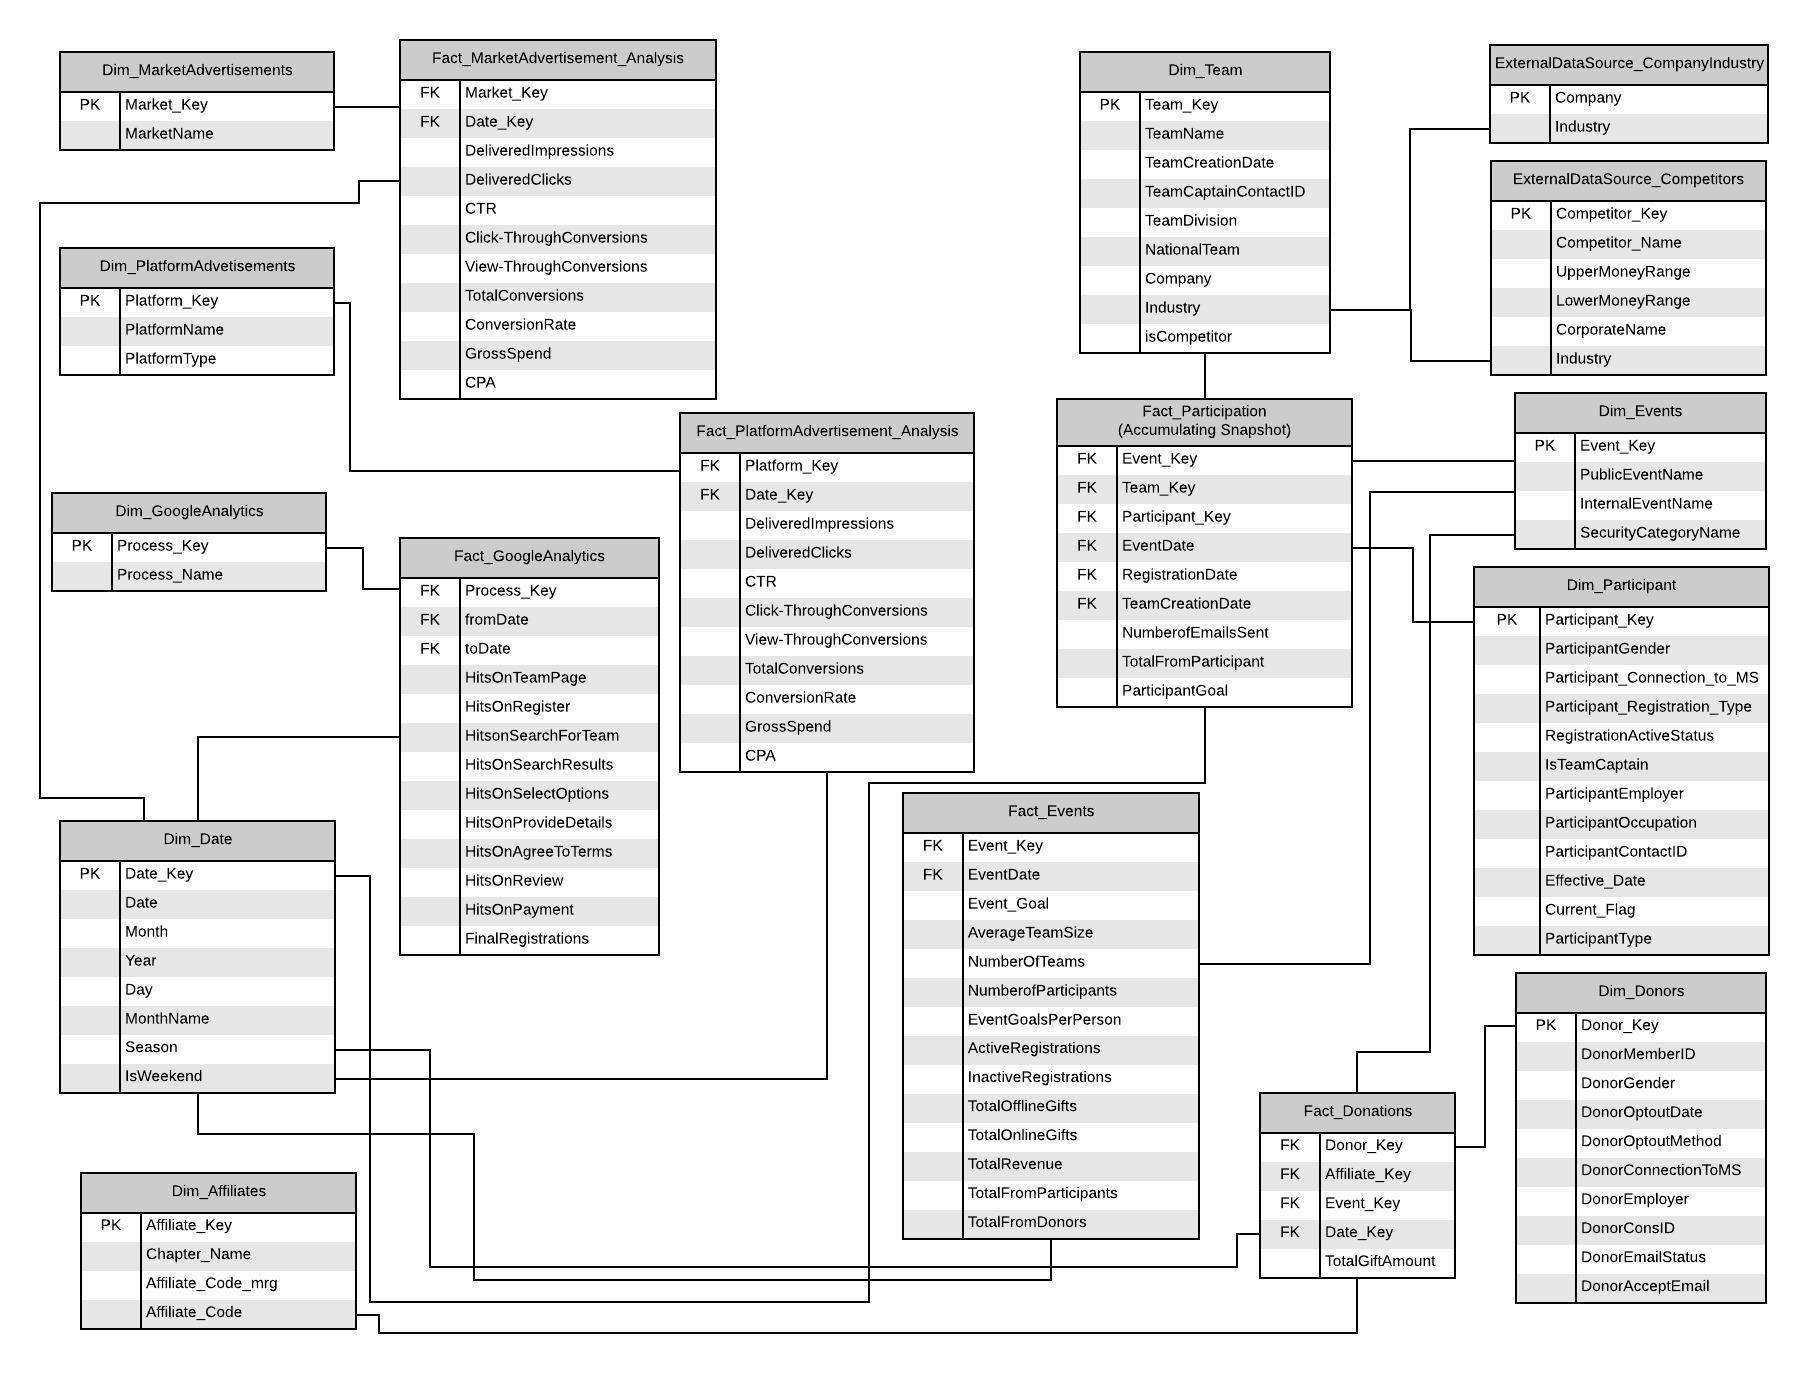 Dim_MarketAdvertisements
PK Market_Key
MarketName
Fact_MarketAdvertisement_Analysis
FK Market_Key
FK Date_Key
DeliveredImpressions
DeliveredClicks
CTR
Click-ThroughConversions
View-ThroughConversions
TotalConversions
ConversionRate
GrossSpend
CPA
Dim_Team
PK Team_Key
TeamName
TeamCreationDate
TeamCaptainContactID
TeamDivision
NationalTeam
Company
Industry
isCompetitor
ExternalDataSource_CompanyIndustry
PK Company
Industry
ExternalDataSource_Competitors
PK Competitor_Key
Competitor_Name
UpperMoneyRange
LowerMoneyRange
CorporateName
Industry
Dim_PlatformAdvetisements
PK Platform_Key
PlatformName
PlatformType
Fact_PlatformAdvertisement_Analysis
FK Platform_Key
FK Date_Key
DeliveredImpressions
DeliveredClicks
CTR
Click-ThroughConversions
View-ThroughConversions
TotalConversions
ConversionRate
GrossSpend
CPA
Fact_Participation
(Accumulating Snapshot)
FK Event_Key
FK Team_Key
FK Participant_Key
FK EventDate
FK RegistrationDate
FK TeamCreationDate
NumberofEmailsSent
TotalFromParticipant
ParticipantGoal
Dim_Events
PK Event_Key
PublicEventName
InternalEventName
SecurityCategoryName
Dim_GoogleAnalytics
PK Process_Key
Process_Name
Fact_GoogleAnalytics
FK Process_Key
FK fromDate
FK toDate
HitsOnTeamPage
HitsOnRegister
HitsonSearchForTeam
HitsOnSearchResults
HitsOnSelectOptions
HitsOnProvideDetails
HitsOnAgreeToTerms
HitsOnReview
HitsOnPayment
FinalRegistrations
Dim_Participant
PK Participant_Key
ParticipantGender
Participant_Connection_to_MS
Participant_Registration_Type
RegistrationActiveStatus
IsTeamCaptain
ParticipantEmployer
ParticipantOccupation
ParticipantContactID
Effective_Date
Current_Flag
ParticipantType
Dim_Date
PK Date_Key
Date
Month
Year
Day
MonthName
Season
IsWeekend
Fact_Events
FK Event_Key
FK EventDate
Event_Goal
AverageTeamSize
NumberOfTeams
NumberofParticipants
EventGoalsPerPerson
ActiveRegistrations
InactiveRegistrations
TotalOfflineGifts
TotalOnlineGifts
TotalRevenue
TotalFromParticipants
TotalFromDonors
Dim_Donors
PK Donor_Key
DonorMemberID
DonorGender
DonorOptoutDate
DonorOptoutMethod
DonorConnectionToMS
DonorEmployer
DonorConsID
DonorEmailStatus
DonorAcceptEmail
Fact_Donations
FK Donor_Key
FK Affiliate_Key
FK Event_Key
FK Date_Key
TotalGiftAmount
Dim_Affiliates
PK Affiliate_Key
Chapter_Name
Affiliate_Code_mrg
Affiliate_Code